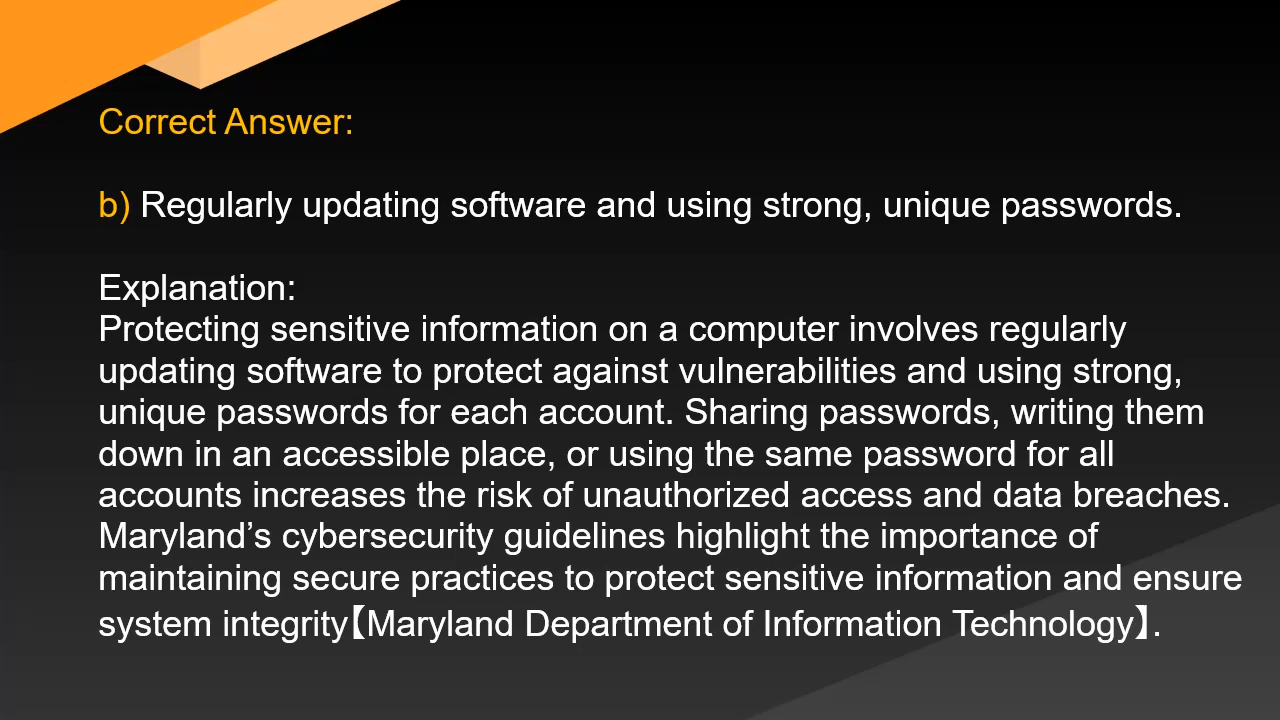 Correct Answer:
b) Regularly updating software and using strong, unique passwords.
Explanation:
Protecting sensitive information on a computer involves regularly
updating software to protect against vulnerabilities and using strong,
unique passwords for each account. Sharing passwords, writing them
down in an accessible place, or using the same password for all
accounts increases the risk of unauthorized access and data breaches.
Maryland’s cybersecurity guidelines highlight the importance of
maintaining secure practices to protect sensitive information and ensure
system integrity【Maryland Department of Information Technology】.